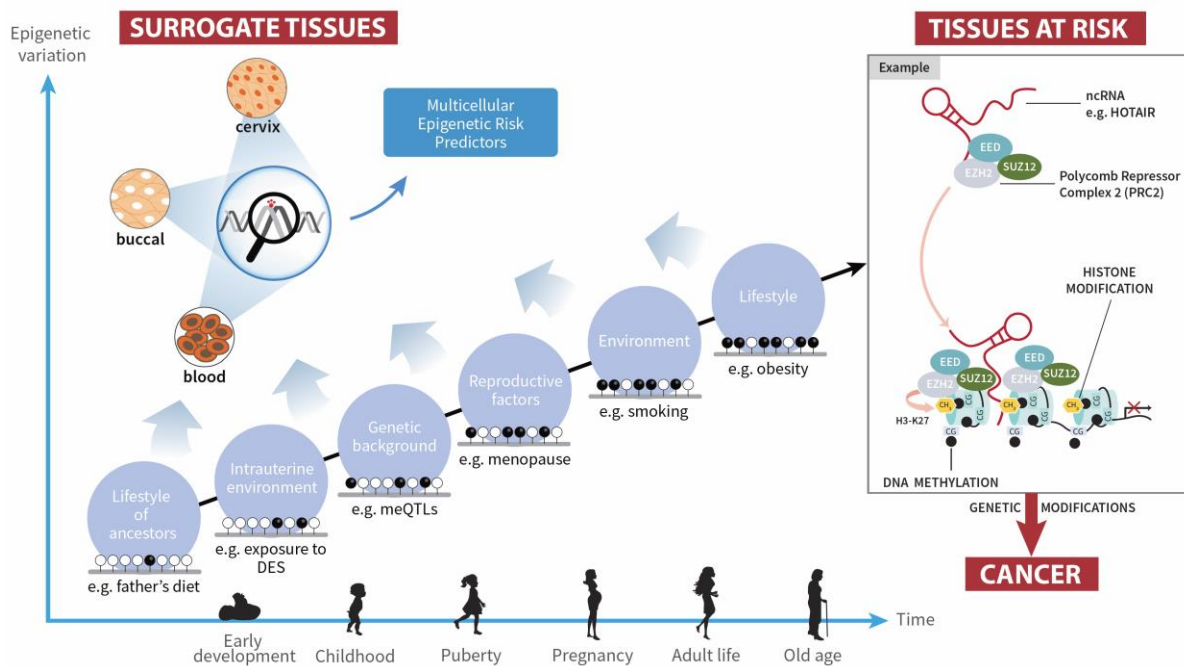 Epigenetic
variation
SURROGATE TISSUES
cervix
buccal
blood
Multicellular
Epigenetic Risk
Predictors
Lifestyle
of
ancestors
e.g. father's diet
Intrauterine
environment
e.g. exposure to
DES
Genetic
background
e.g. meQTLs
Reproductive
factors
e.g. menopause
Environment
e.g. smoking
Lifestyle
e.g. obesity
Early
development
Childhood
Puberty
Pregnancy
Adult life
Old age
Time
TISSUES AT RISK
Example
ncRNA
e.g. HOTAIR
EED
EZH2
SUZ12
Polycomb Repressor
Complex 2 (PRC2)
HISTONE
MODIFICATION
EED
EZH2
SUZ12
EED
EZH2
SUZ12
CH3
CH3
CH3
H3-K27
CG
CG
CG
CG
CG
CG
DNA METHYLATION
GENETIC MODIFICATIONS
CANCER